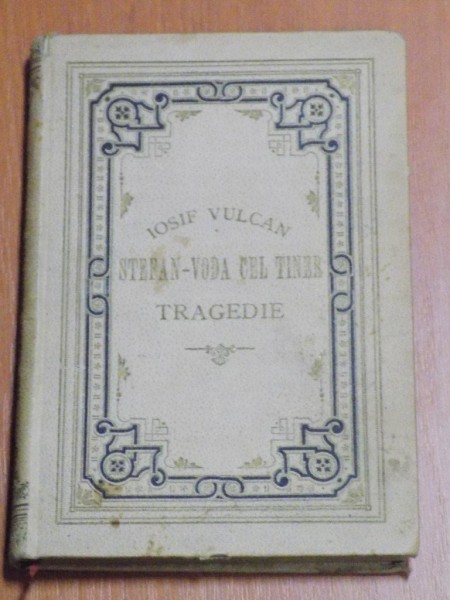 IOSIF VULCAN
STEFAN-VODA CEL TINER
TRAGEDIE